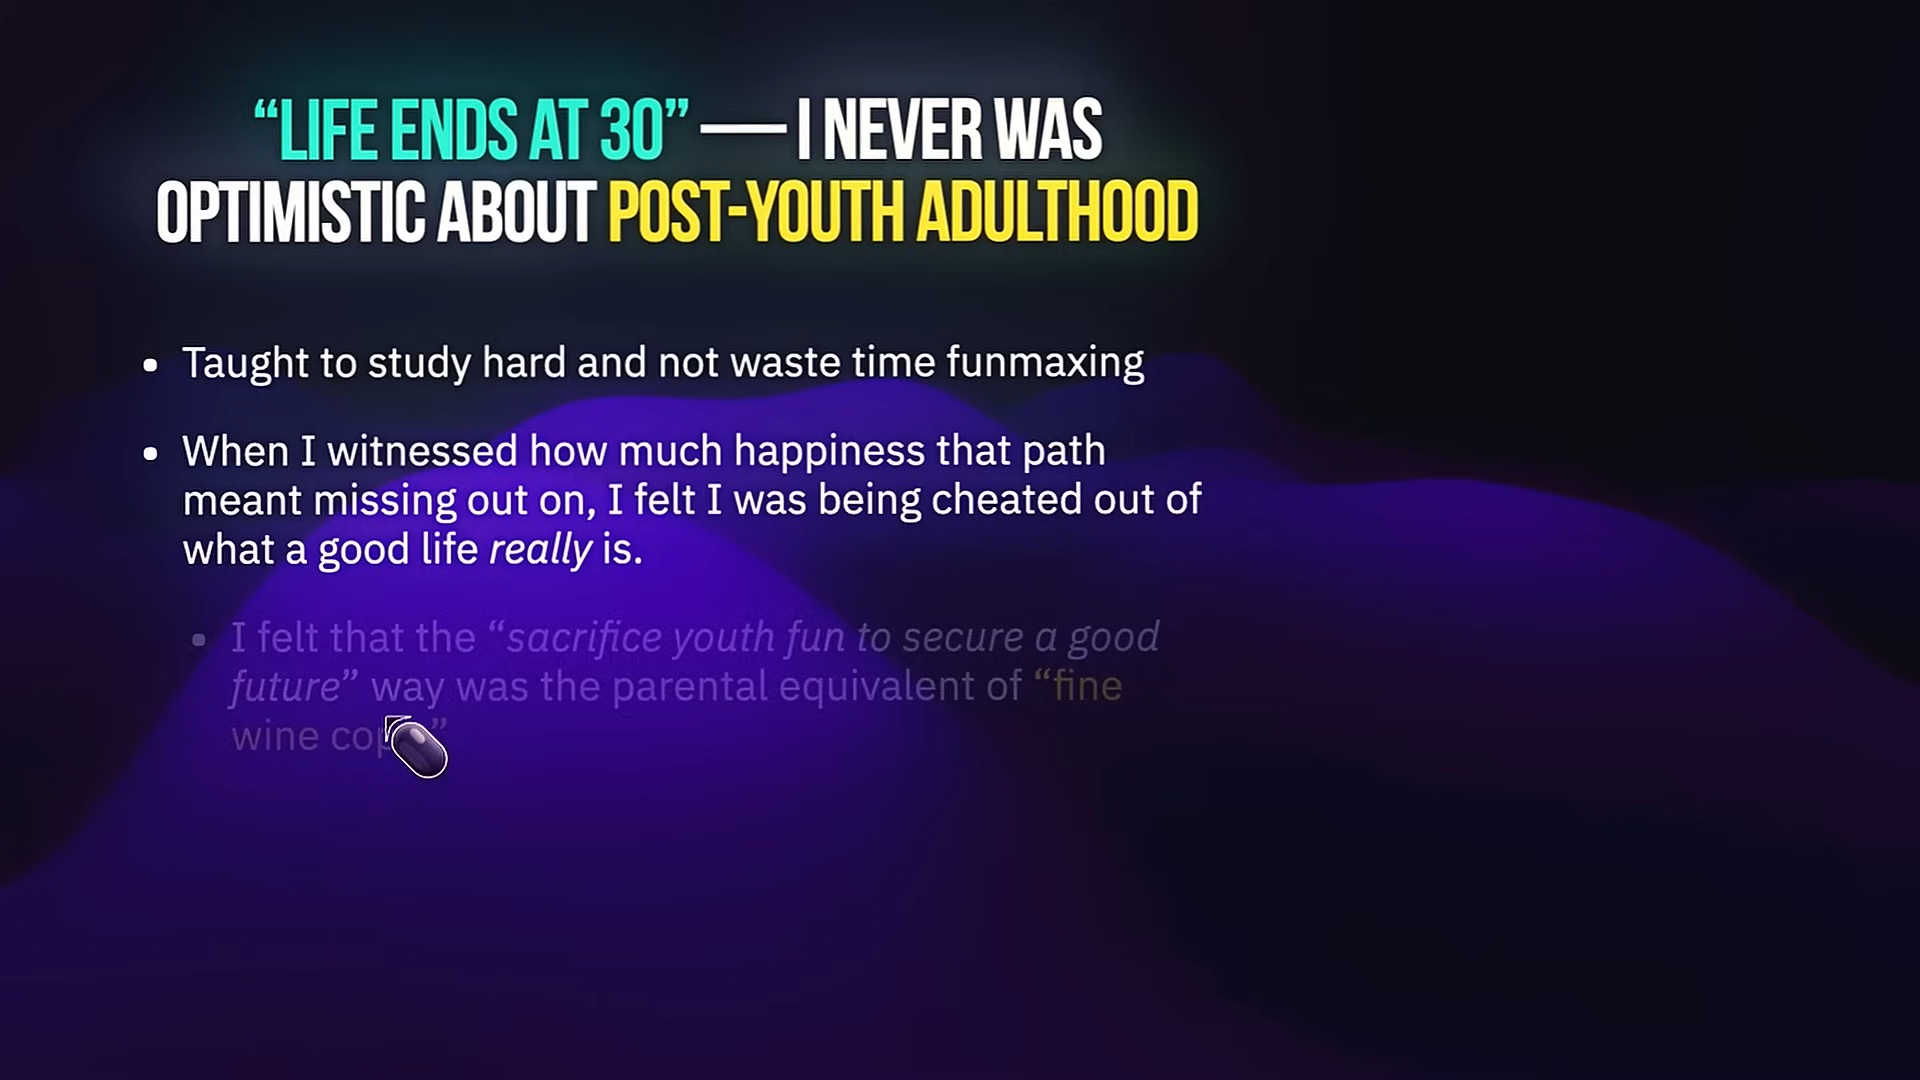 “LIFE ENDS AT 30” — I NEVER WAS
OPTIMISTIC ABOUT POST-YOUTH ADULTHOOD
• Taught to study hard and not waste time funmaxing
• When I witnessed how much happiness that path
meant missing out on, I felt I was being cheated out of
what a good life really is.
• I felt that the “sacrifice youth fun to secure a good
future” way was the parental equivalent of “fine
wine